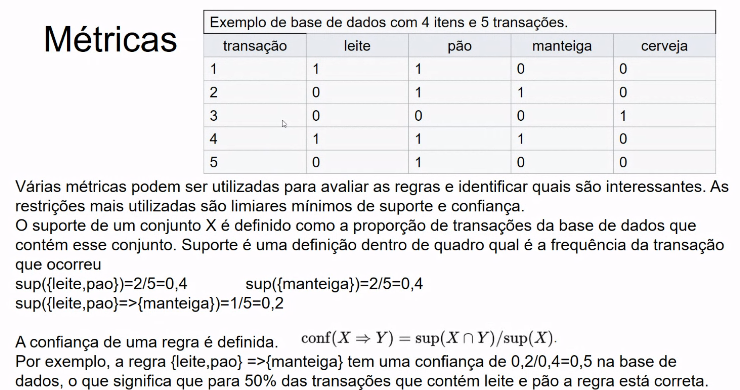 Métricas
Exemplo de base de dados com 4 itens e 5 transações.
transação leite pão manteiga cerveja
1 1 1 0 0
2 0 1 1 0
3 0 0 0 1
4 1 1 1 0
5 0 1 0 0
Várias métricas podem ser utilizadas para avaliar as regras e identificar quais são interessantes. As
restrições mais utilizadas são limiares mínimos de suporte e confiança.
O suporte de um conjunto X é definido como a proporção de transações da base de dados que
contém esse conjunto. Suporte é uma definição dentro de quadro qual é a frequência da transação
que ocorreu
sup({leite,pao})=2/5=0,4 sup({manteiga})=2/5=0,4
sup({leite,pao}=>{manteiga})=1/5=0,2
A confiança de uma regra é definida. conf(X ⇒ Y) = sup(X ∩ Y)/sup(X).
Por exemplo, a regra {leite,pao} =>{manteiga} tem uma confiança de 0,2/0,4=0,5 na base de
dados, o que significa que para 50% das transações que contém leite e pão a regra está correta.